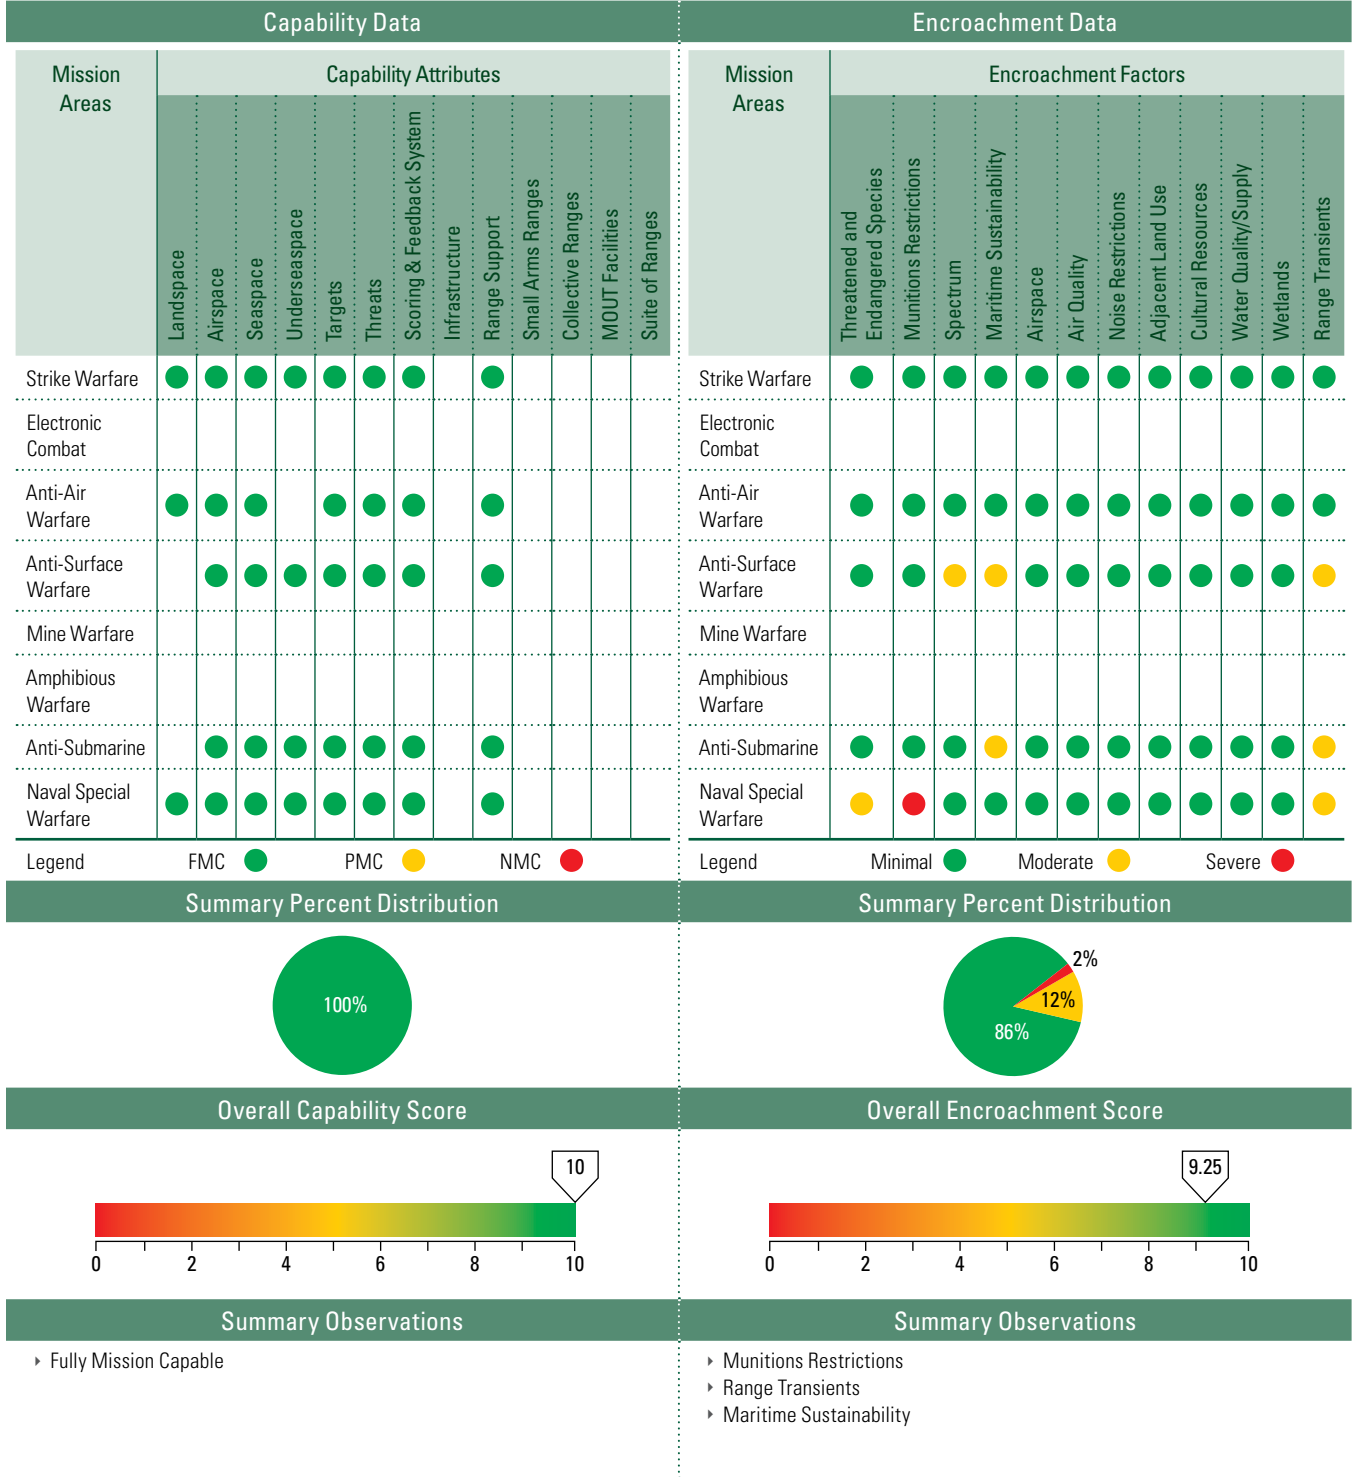 Capability Data
Mission
Areas
Capability Attributes
Landspace
Airspace
Seaspace
Underseaspace
Targets
Threats
Scoring & Feedback System
Infrastructure
Range Support
Small Arms Ranges
Collective Ranges
MOUT Facilities
Suite of Ranges
Strike Warfare
Electronic
Combat
Anti-Air
Warfare
Anti-Surface
Warfare
Mine Warfare
Amphibious
Warfare
Anti-Submarine
Naval Special
Warfare
Legend FMC PMC NMC
Summary Percent Distribution
100%
Overall Capability Score
10
0 2 4 6 8 10
Summary Observations
Fully Mission Capable
Encroachment Data
Mission
Areas
Encroachment Factors
Threatened and
Endangered Species
Munitions Restrictions
Spectrum
Maritime Sustainability
Airspace
Air Quality
Noise Restrictions
Adjacent Land Use
Cultural Resources
Water Quality/Supply
Wetlands
Range Transients
Strike Warfare
Electronic
Combat
Anti-Air
Warfare
Anti-Surface
Warfare
Mine Warfare
Amphibious
Warfare
Anti-Submarine
Naval Special
Warfare
Legend Minimal Moderate Severe
Summary Percent Distribution
2%
12%
86%
Overall Encroachment Score
9.25
0 2 4 6 8 10
Summary Observations
Munitions Restrictions
Range Transients
Maritime Sustainability